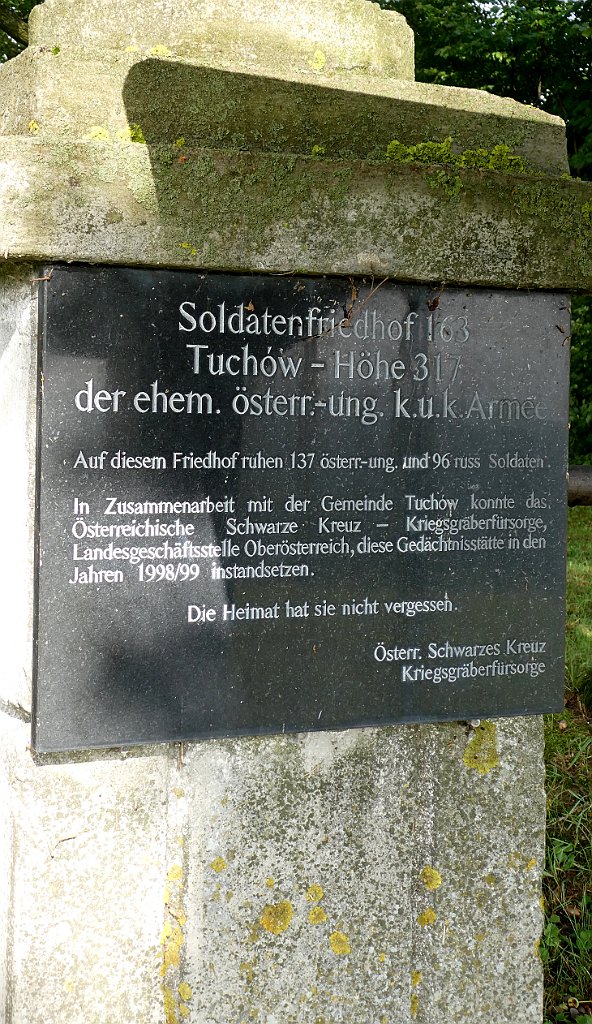 Soldatenfriedhof 163
Tuchów – Höhe 317
der ehem. österr.-ung. k.u.k. Armee
Auf diesem Friedhof ruhen 137 österr.-ung. und 96 russ Soldaten.
In Zusammenarbeit mit der Gemeinde Tuchów konnte das
Österreichische Schwarze Kreuz – Kriegsgräberfürsorge,
Landesgeschäftsstelle Oberösterreich, diese Gedächtnisstätte in den
Jahren 1998/99 instandsetzen.
Die Heimat hat sie nicht vergessen.
Österr. Schwarzes Kreuz
Kriegsgräberfürsorge